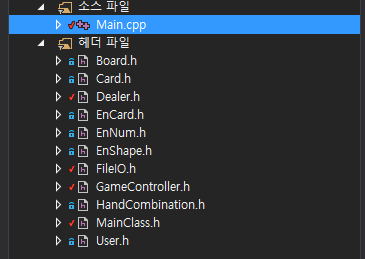 소스 파일
Main.cpp
헤더 파일
Board.h
Card.h
Dealer.h
EnCard.h
EnNum.h
EnShape.h
FileIO.h
GameController.h
HandCombination.h
MainClass.h
User.h